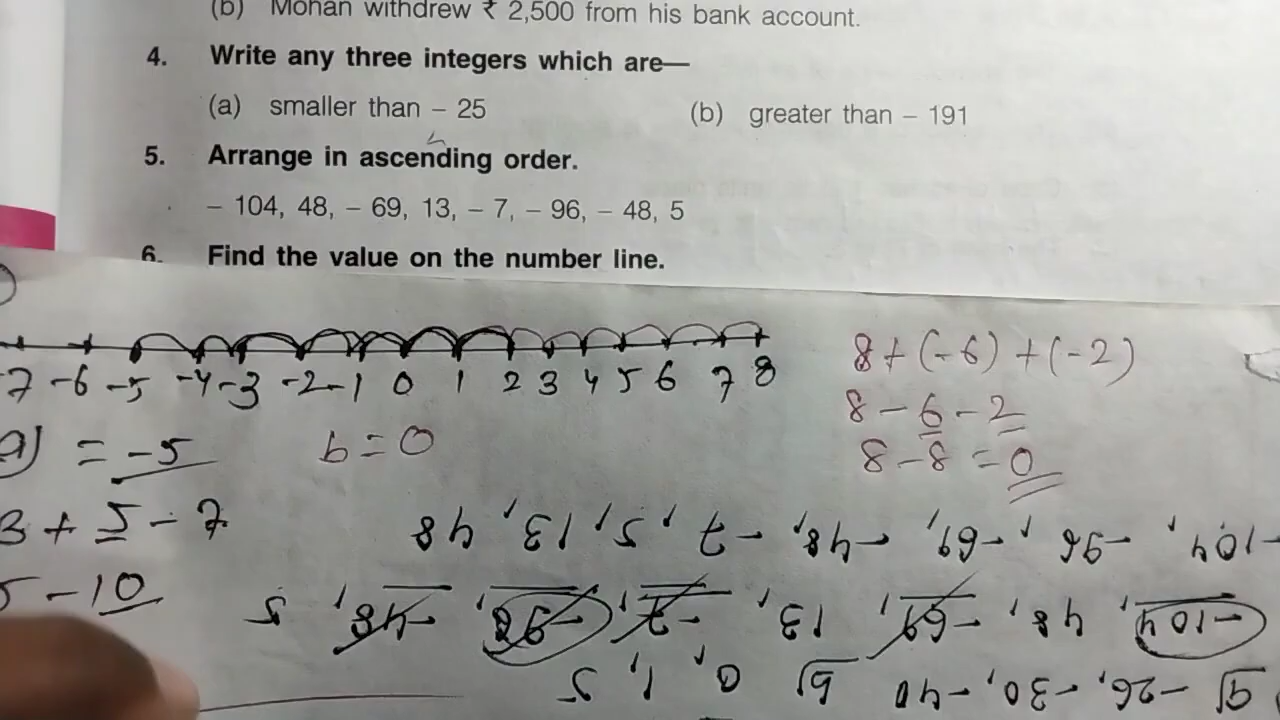 (b) Mohan withdrew ₹ 2,500 from his bank account.
4. Write any three integers which are—
(a) smaller than – 25 (b) greater than – 191
5. Arrange in ascending order.
– 104, 48, – 69, 13, – 7, – 96, – 48, 5
6. Find the value on the number line.
-7 -6 -5 -4 -3 -2 -1 0 1 2 3 4 5 6 7 8
8 + (-6) + (-2)
8 - 6 - 2
8 - 8 = 0
a) = -5 b = 0
3 + 5 - 7
5 - 10
a) -26, -30, -40 b) 0, 1, 5
-104, 48, -69, 13, -7, -96, -48, 5
-104, -96, -69, -48, -7, 5, 13, 48